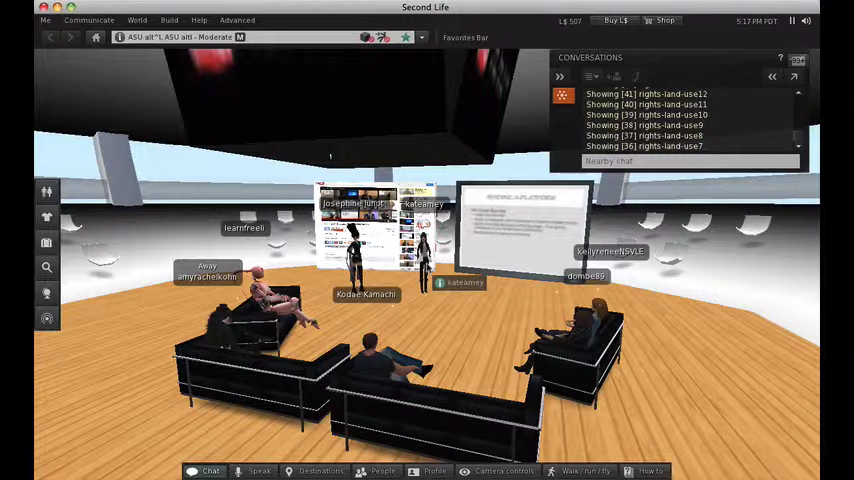 Second Life
Me Communicate World Build Help Advanced
L$ 507 Buy L$ Shop 5:17 PM PDT
ASU alt^I, ASU altI - Moderate M
Favorites Bar
CONVERSATIONS
Showing [41] rights-land-use12
Showing [40] rights-land-use11
Showing [39] rights-land-use10
Showing [38] rights-land-use9
Showing [37] rights-land-use8
Showing [36] rights-land-use7
Nearby chat
Josephine Junot
kateamey
learnfreeli
kellyreneeNSVLE
Away
amyrachelkohn
dombe89
kateamey
Kodae Kamachi
Chat Speak Destinations People Profile Camera controls Walk / run / fly How to